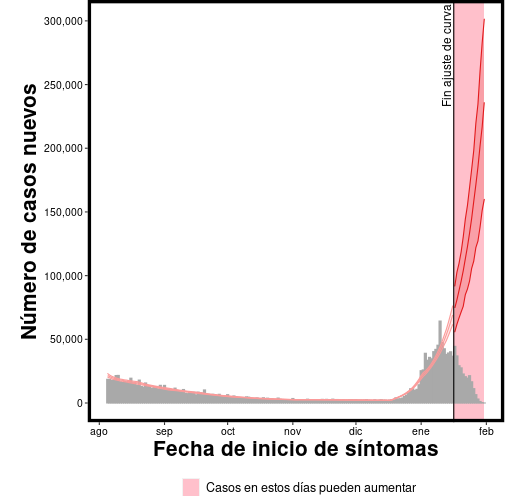 Número de casos nuevos
300,000
250,000
200,000
150,000
100,000
50,000
0
Fin ajuste de curva
ago sep oct nov dic ene feb
Fecha de inicio de síntomas
Casos en estos días pueden aumentar